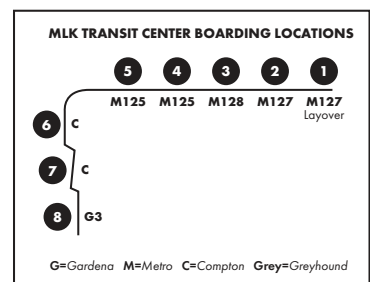 MLK TRANSIT CENTER BOARDING LOCATIONS
5 4 3 2 1
M125 M125 M128 M127 M127
Layover
6 C
7 C
8 G3
G=Gardena M=Metro C=Compton Grey=Greyhound